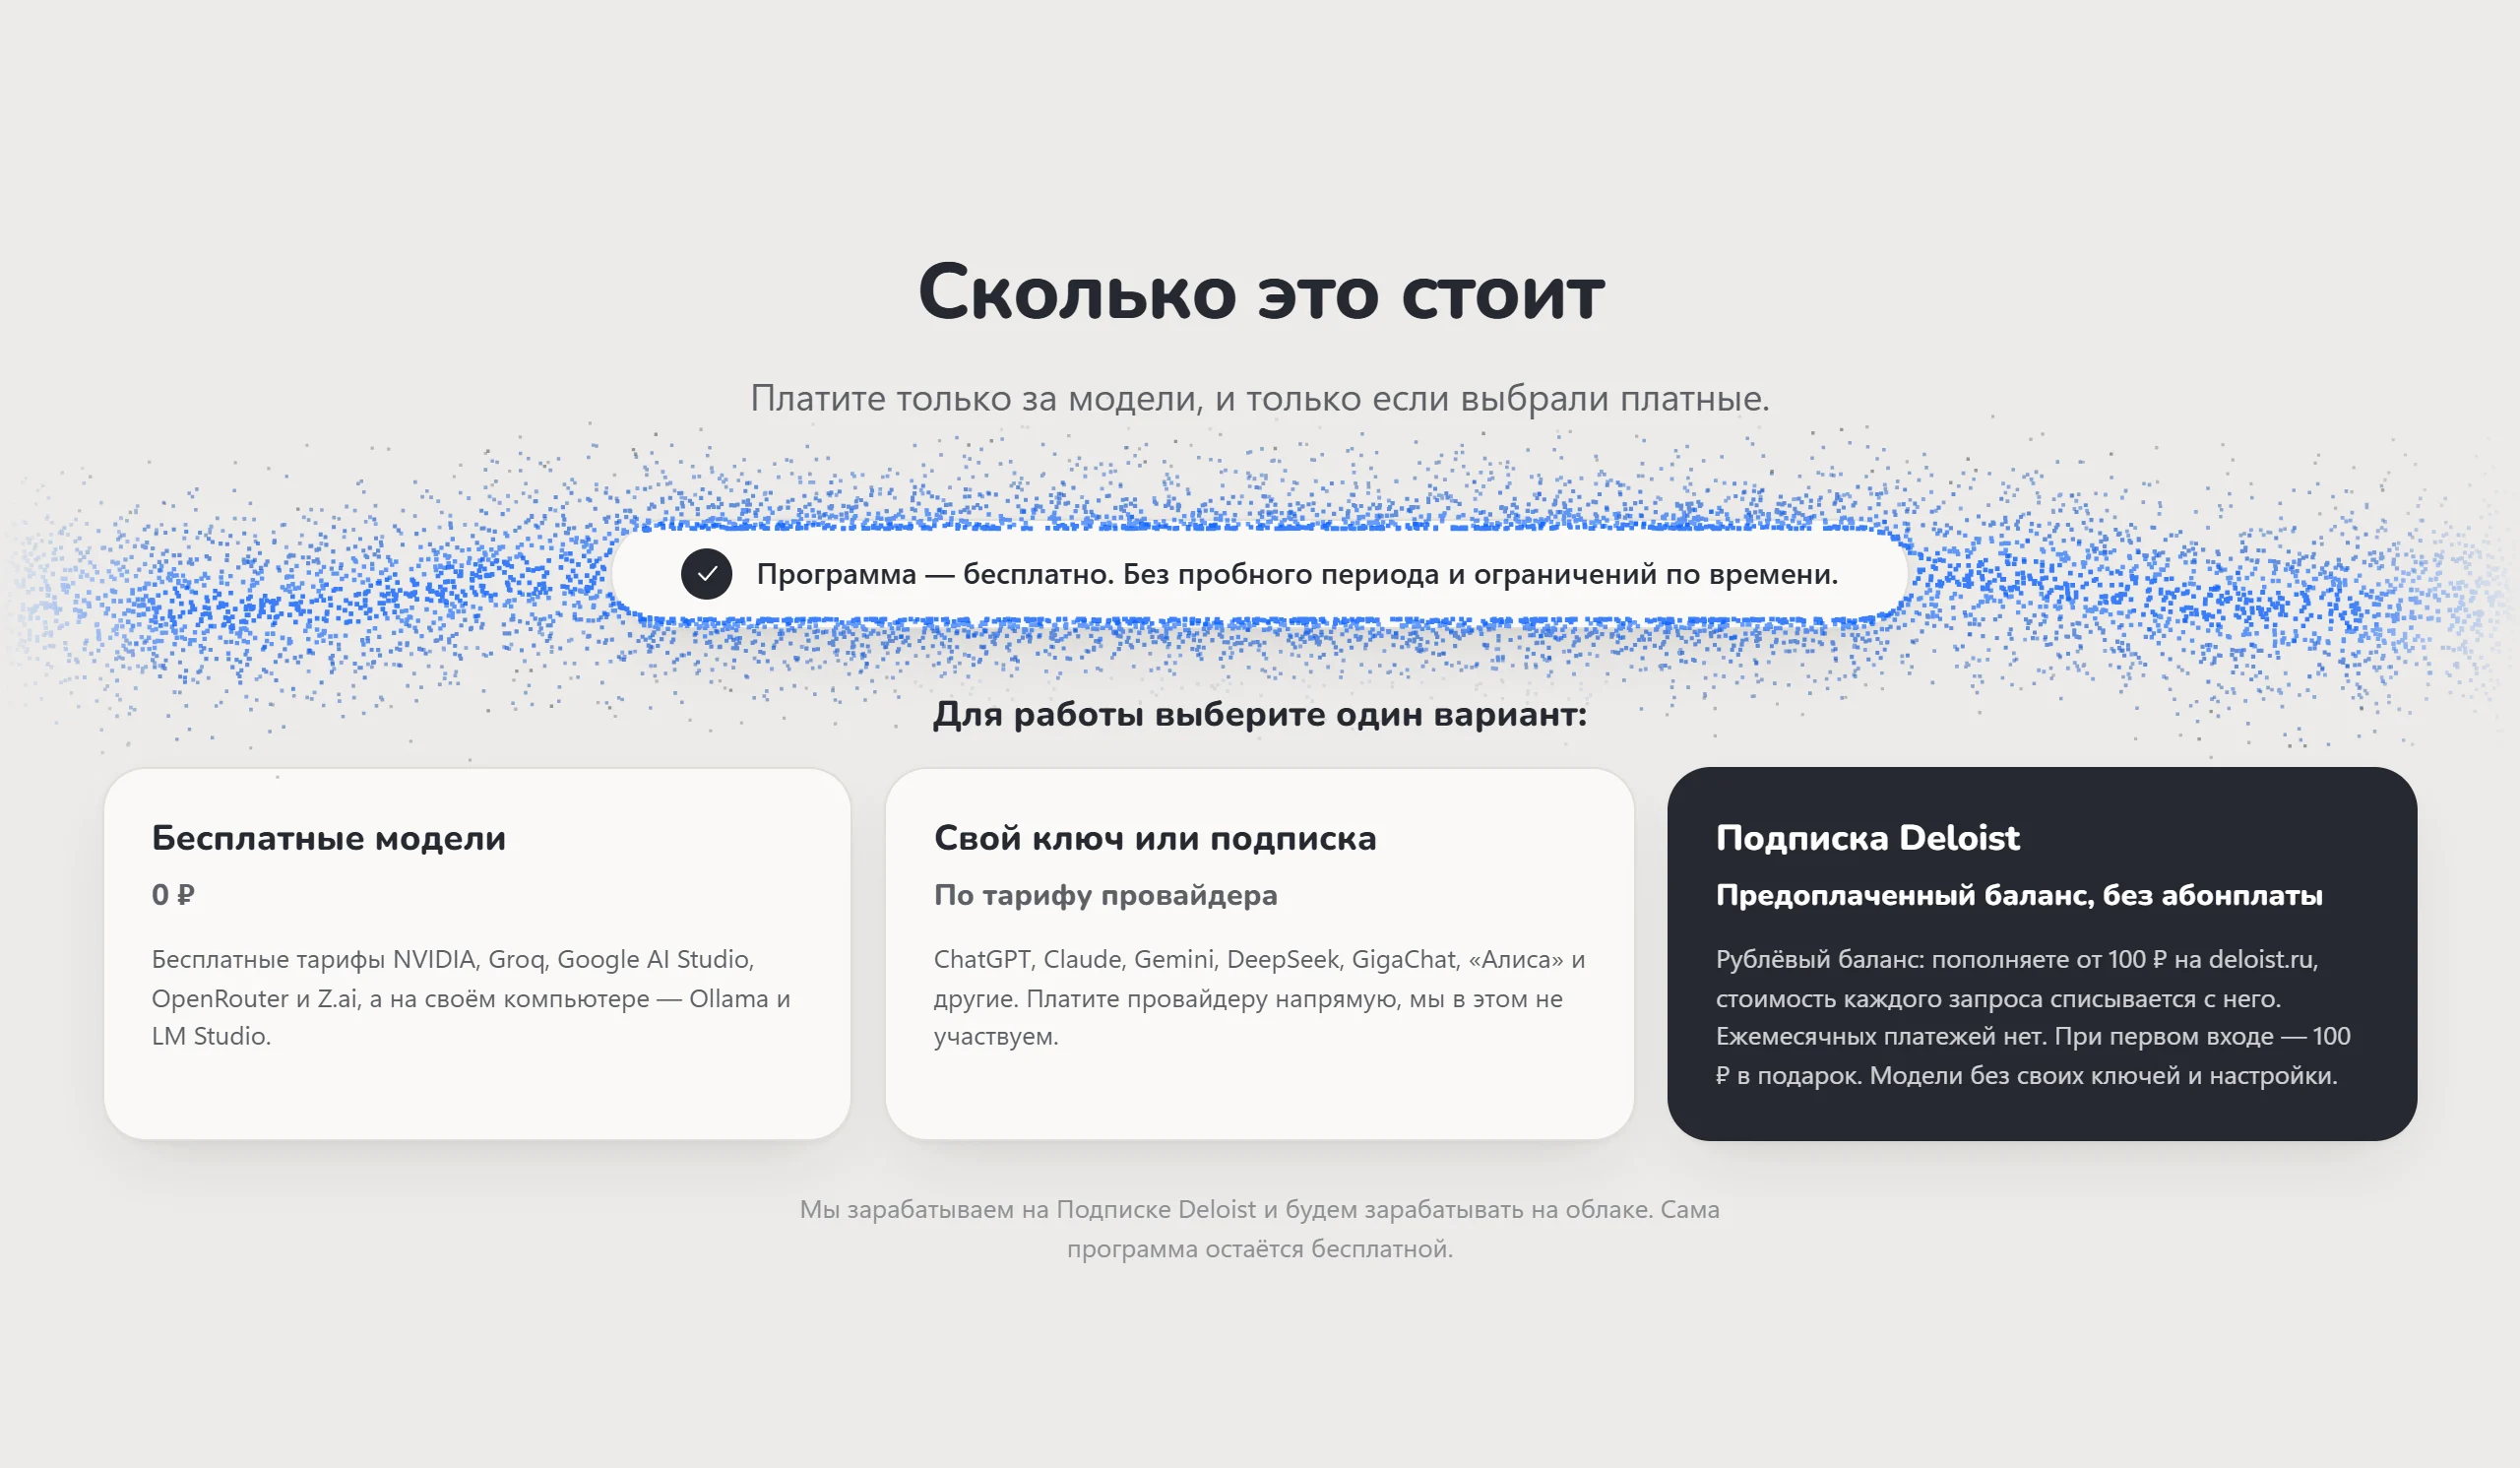 Сколько это стоит
Платите только за модели, и только если выбрали платные.
Программа — бесплатно. Без пробного периода и ограничений по времени.
Для работы выберите один вариант:
Бесплатные модели
0 ₽
Бесплатные тарифы NVIDIA, Groq, Google AI Studio,
OpenRouter и Z.ai, а на своём компьютере — Ollama и
LM Studio.
Свой ключ или подписка
По тарифу провайдера
ChatGPT, Claude, Gemini, DeepSeek, GigaChat, «Алиса» и
другие. Платите провайдеру напрямую, мы в этом не
участвуем.
Подписка Deloist
Предоплаченный баланс, без абонплаты
Рублёвый баланс: пополняете от 100 ₽ на deloist.ru,
стоимость каждого запроса списывается с него.
Ежемесячных платежей нет. При первом входе — 100
₽ в подарок. Модели без своих ключей и настройки.
Мы зарабатываем на Подписке Deloist и будем зарабатывать на облаке. Сама
программа остаётся бесплатной.